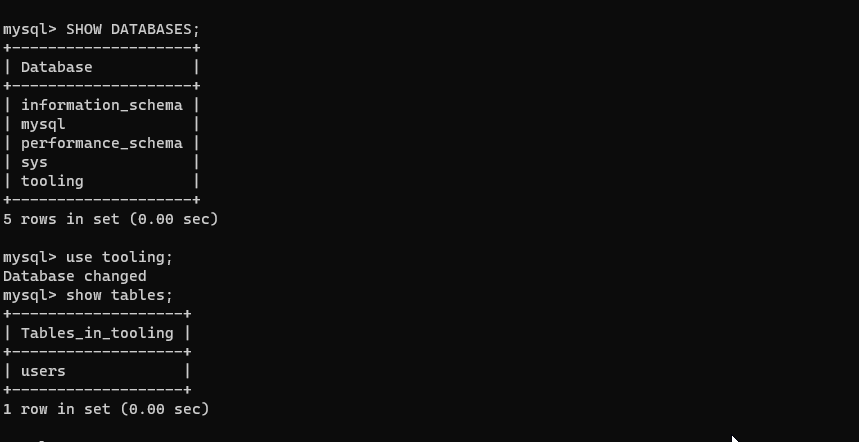 mysql> SHOW DATABASES;
+--------------------+
| Database           |
+--------------------+
| information_schema |
| mysql              |
| performance_schema |
| sys                |
| tooling            |
+--------------------+
5 rows in set (0.00 sec)
mysql> use tooling;
Database changed
mysql> show tables;
+-------------------+
| Tables_in_tooling |
+-------------------+
| users             |
+-------------------+
1 row in set (0.00 sec)